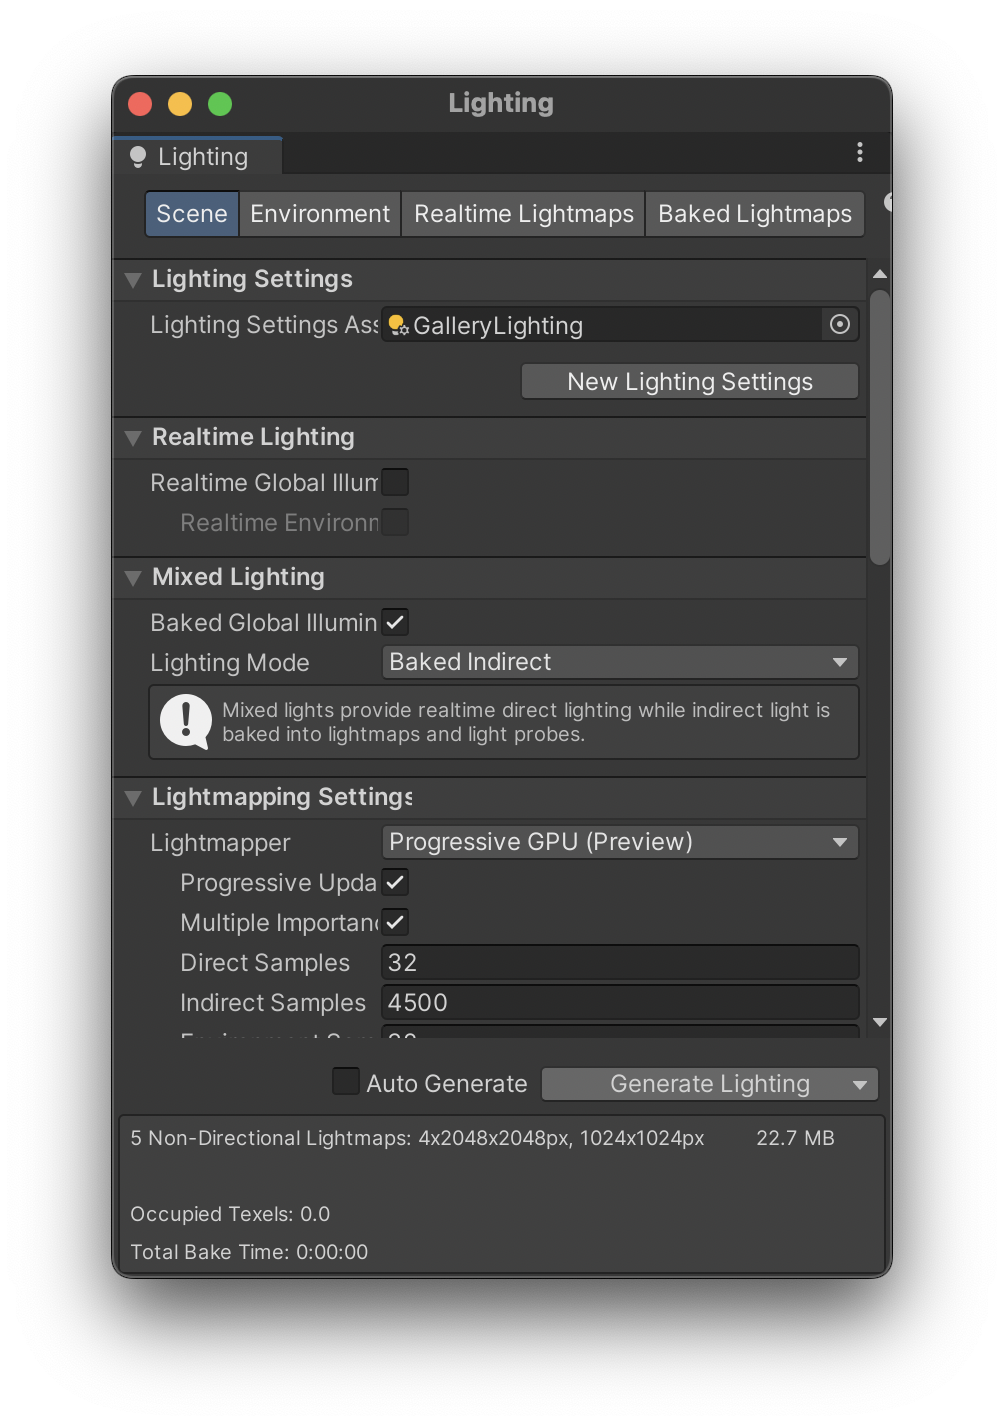 Lighting
Lighting
Scene Environment Realtime Lightmaps Baked Lightmaps
Lighting Settings
Lighting Settings Ass GalleryLighting
New Lighting Settings
Realtime Lighting
Realtime Global Illum
Realtime Environn
Mixed Lighting
Baked Global Illumin
Lighting Mode Baked Indirect
Mixed lights provide realtime direct lighting while indirect light is
baked into lightmaps and light probes.
Lightmapping Settings
Lightmapper Progressive GPU (Preview)
Progressive Upda
Multiple Importanc
Direct Samples 32
Indirect Samples 4500
Auto Generate Generate Lighting
5 Non-Directional Lightmaps: 4x2048x2048px, 1024x1024px 22.7 MB
Occupied Texels: 0.0
Total Bake Time: 0:00:00